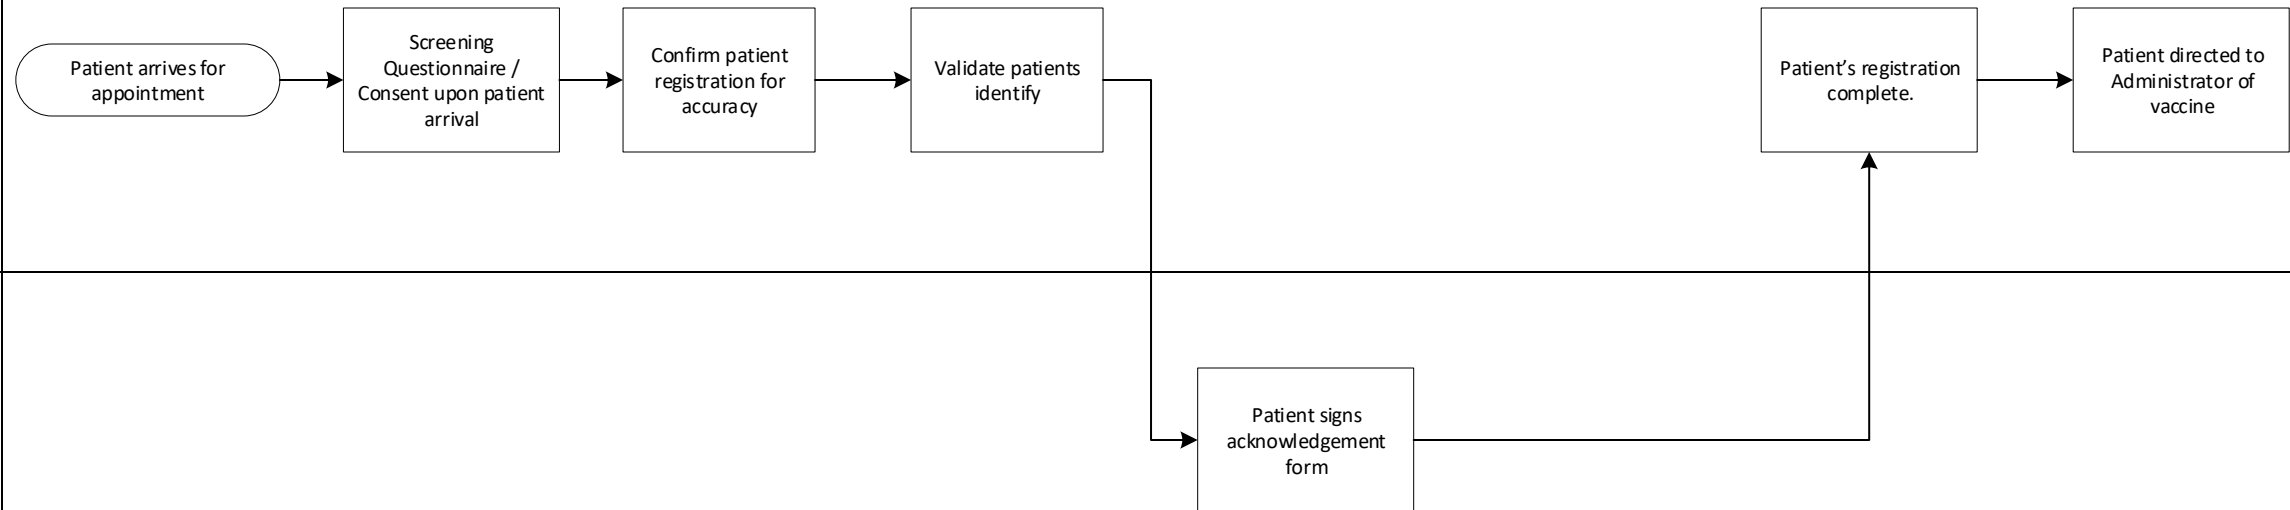 Patient arrives for
appointment
Screening
Questionnaire /
Consent upon patient
arrival
Confirm patient
registration for
accuracy
Validate patients
identify
Patient signs
acknowledgement
form
Patient’s registration
complete.
Patient directed to
Administrator of
vaccine